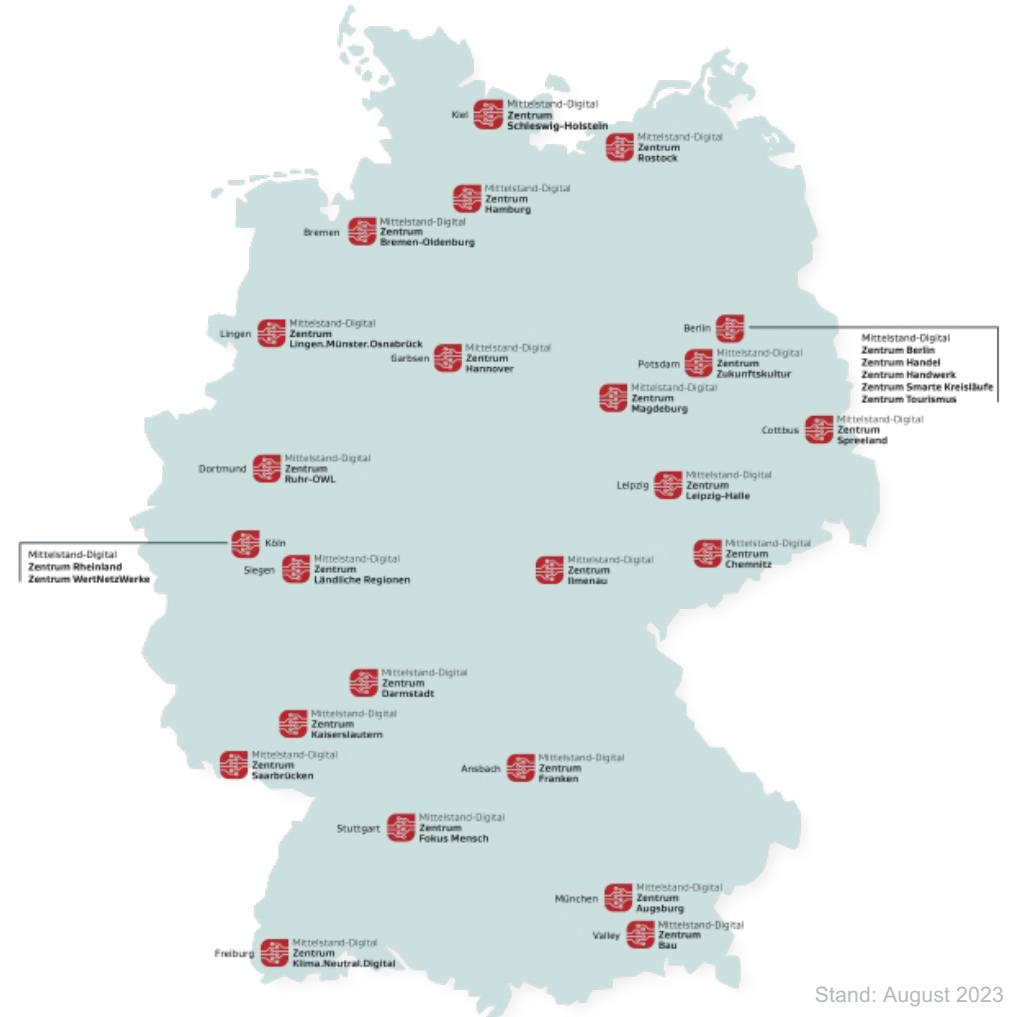 Kiel
Mittelstand-Digital
Zentrum
Schleswig-Holstein
Mittelstand-Digital
Zentrum
Rostock
Mittelstand-Digital
Zentrum
Hamburg
Bremen
Mittelstand-Digital
Zentrum
Bremen-Oldenburg
Lingen
Mittelstand-Digital
Zentrum
Lingen.Münster.Osnabrück
Garbsen
Mittelstand-Digital
Zentrum
Hannover
Berlin
Mittelstand-Digital
Zentrum Berlin
Zentrum Handel
Zentrum Handwerk
Zentrum Smarte Kreisläufe
Zentrum Tourismus
Potsdam
Mittelstand-Digital
Zentrum
Zukunftskultur
Mittelstand-Digital
Zentrum
Magdeburg
Cottbus
Mittelstand-Digital
Zentrum
Spreeland
Dortmund
Mittelstand-Digital
Zentrum
Ruhr-OWL
Leipzig
Mittelstand-Digital
Zentrum
Leipzig-Halle
Köln
Mittelstand-Digital
Zentrum Rheinland
Zentrum WertNetzWerke
Siegen
Mittelstand-Digital
Zentrum
Ländliche Regionen
Mittelstand-Digital
Zentrum
Ilmenau
Mittelstand-Digital
Zentrum
Chemnitz
Mittelstand-Digital
Zentrum
Darmstadt
Mittelstand-Digital
Zentrum
Kaiserslautern
Mittelstand-Digital
Zentrum
Saarbrücken
Ansbach
Mittelstand-Digital
Zentrum
Franken
Stuttgart
Mittelstand-Digital
Zentrum
Fokus Mensch
München
Mittelstand-Digital
Zentrum
Augsburg
Valley
Mittelstand-Digital
Zentrum
Bau
Freiburg
Mittelstand-Digital
Zentrum
Klima.Neutral.Digital
Stand: August 2023